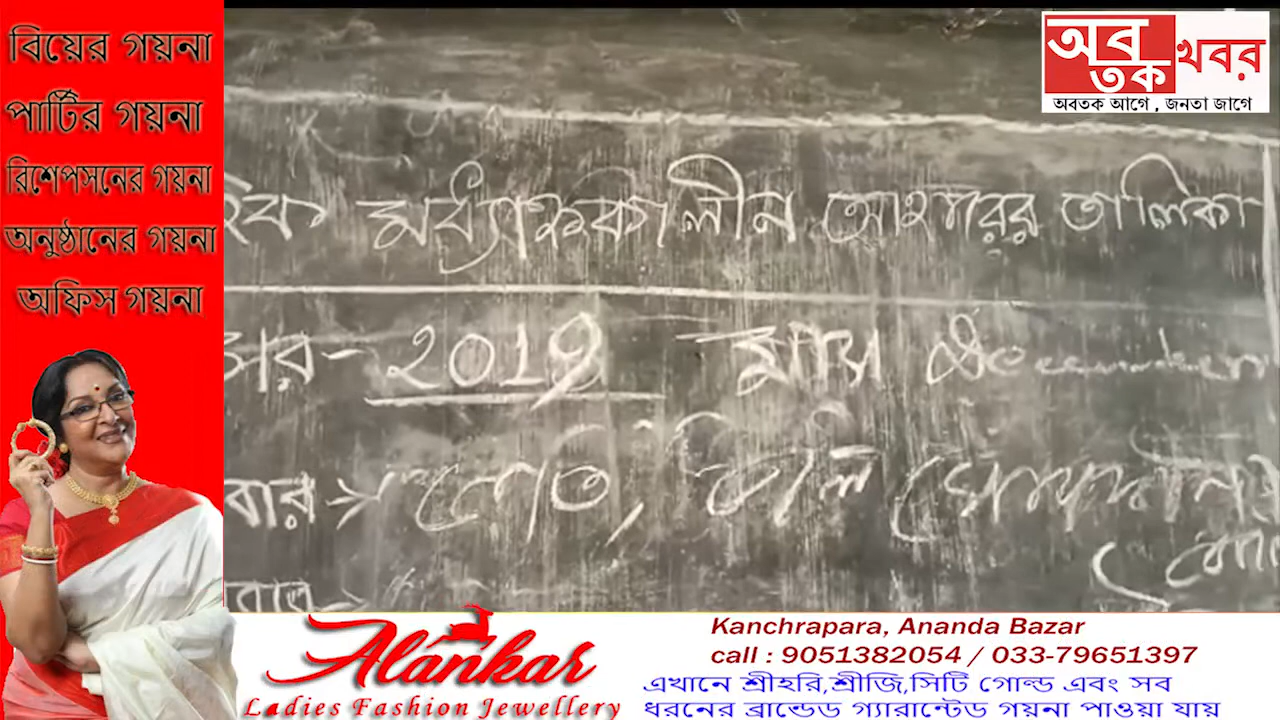 বিয়ের গয়না
পার্টির গয়না
রিশেপসনের গয়না
অনুষ্ঠানের গয়না
অফিস গয়না
অব তক খবর
অবতক আগে , জনতা জাগে
মধ্যাহ্নকালীন আহারের তালিকা
২০19 মাস
বার →
বার →
Alankar
Ladies Fashion Jewellery
Kanchrapara, Ananda Bazar
call : 9051382054 / 033-79651397
এখানে শ্রীহরি,শ্রীজি,সিটি গোল্ড এবং সব
ধরনের ব্রান্ডেড গ্যারান্টেড গয়না পাওয়া যায়